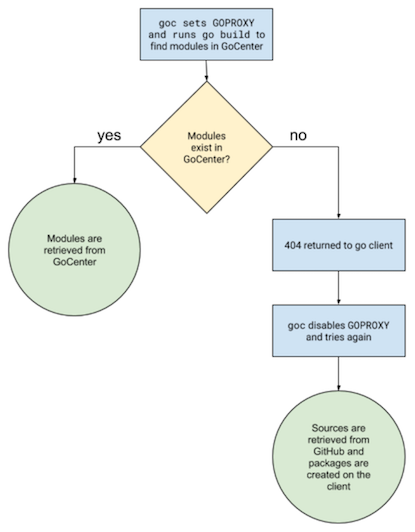 goc sets GOPROXY
and runs go build to
find modules in GoCenter
yes
Modules
exist in
GoCenter?
no
Modules are
retrieved from
GoCenter
404 returned to go client
goc disables GOPROXY
and tries again
Sources are
retrieved from
GitHub and
packages are
created on the
client